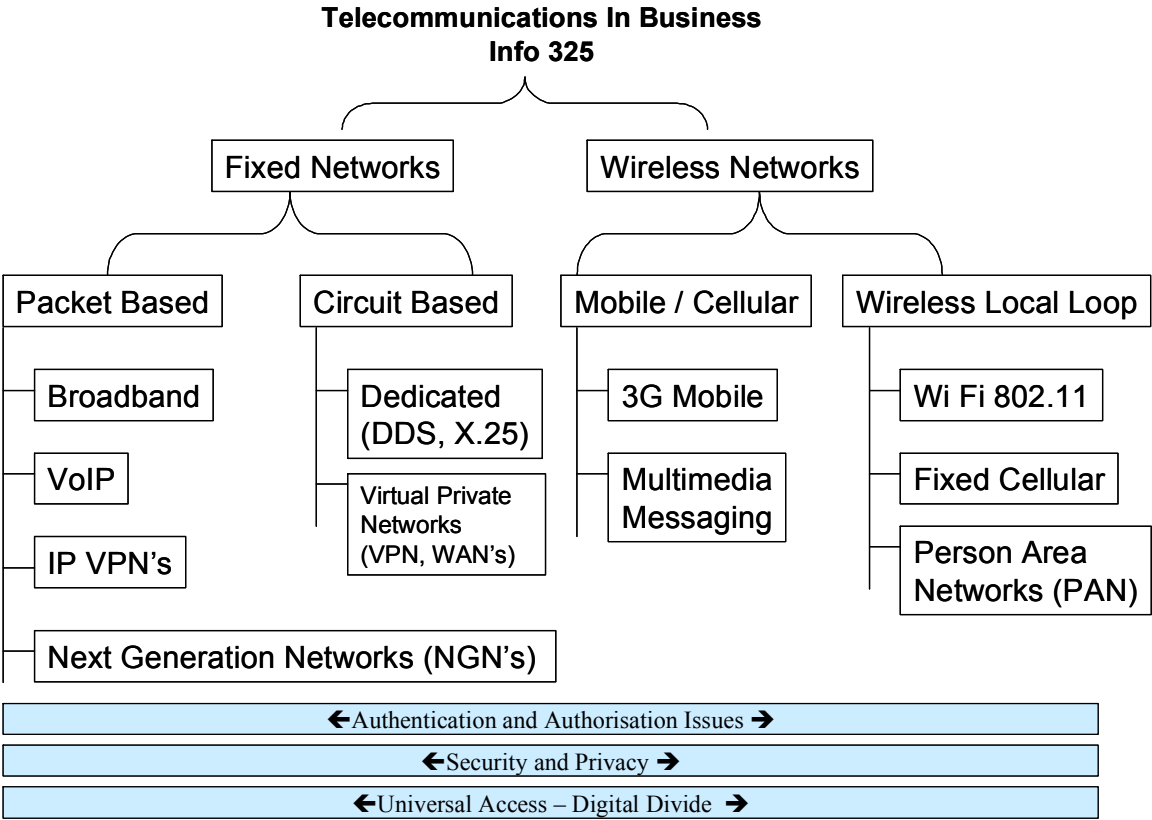 Telecommunications In Business
Info 325
Fixed Networks
Wireless Networks
Packet Based
Circuit Based
Mobile / Cellular
Wireless Local Loop
Broadband
VoIP
IP VPN’s
Next Generation Networks (NGN’s)
Dedicated
(DDS, X.25)
Virtual Private
Networks
(VPN, WAN’s)
3G Mobile
Multimedia
Messaging
Wi Fi 802.11
Fixed Cellular
Person Area
Networks (PAN)
🡸Authentication and Authorisation Issues 🡺
🡸Security and Privacy 🡺
🡸Universal Access – Digital Divide 🡺